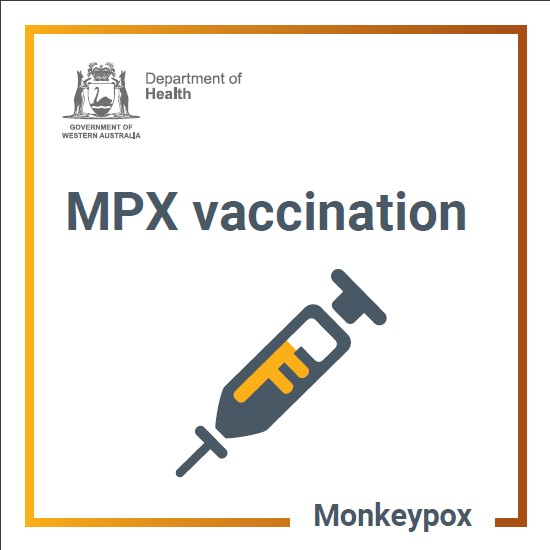 Department of
Health
GOVERNMENT OF
WESTERN AUSTRALIA
MPX vaccination
Monkeypox